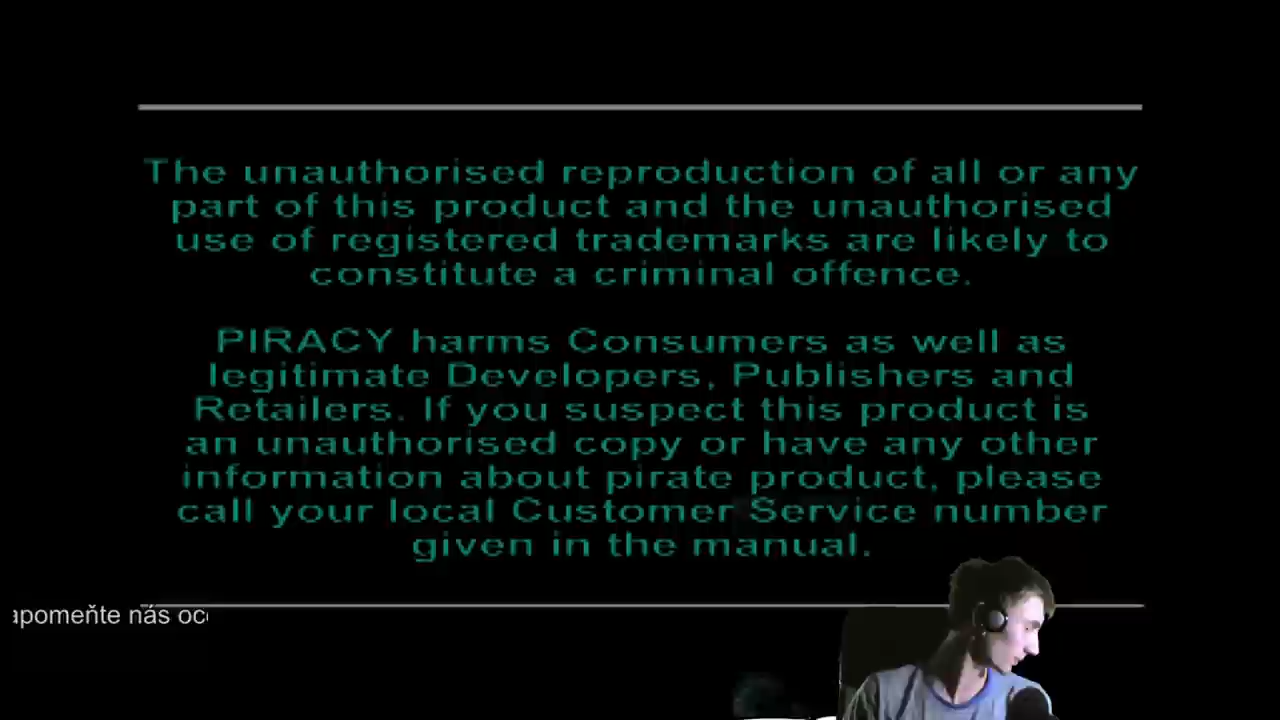 The unauthorised reproduction of all or any
part of this product and the unauthorised
use of registered trademarks are likely to
constitute a criminal offence.
PIRACY harms Consumers as well as
legitimate Developers, Publishers and
Retailers. If you suspect this product is
an unauthorised copy or have any other
information about pirate product, please
call your local Customer Service number
given in the manual.
apomeňte nás oc